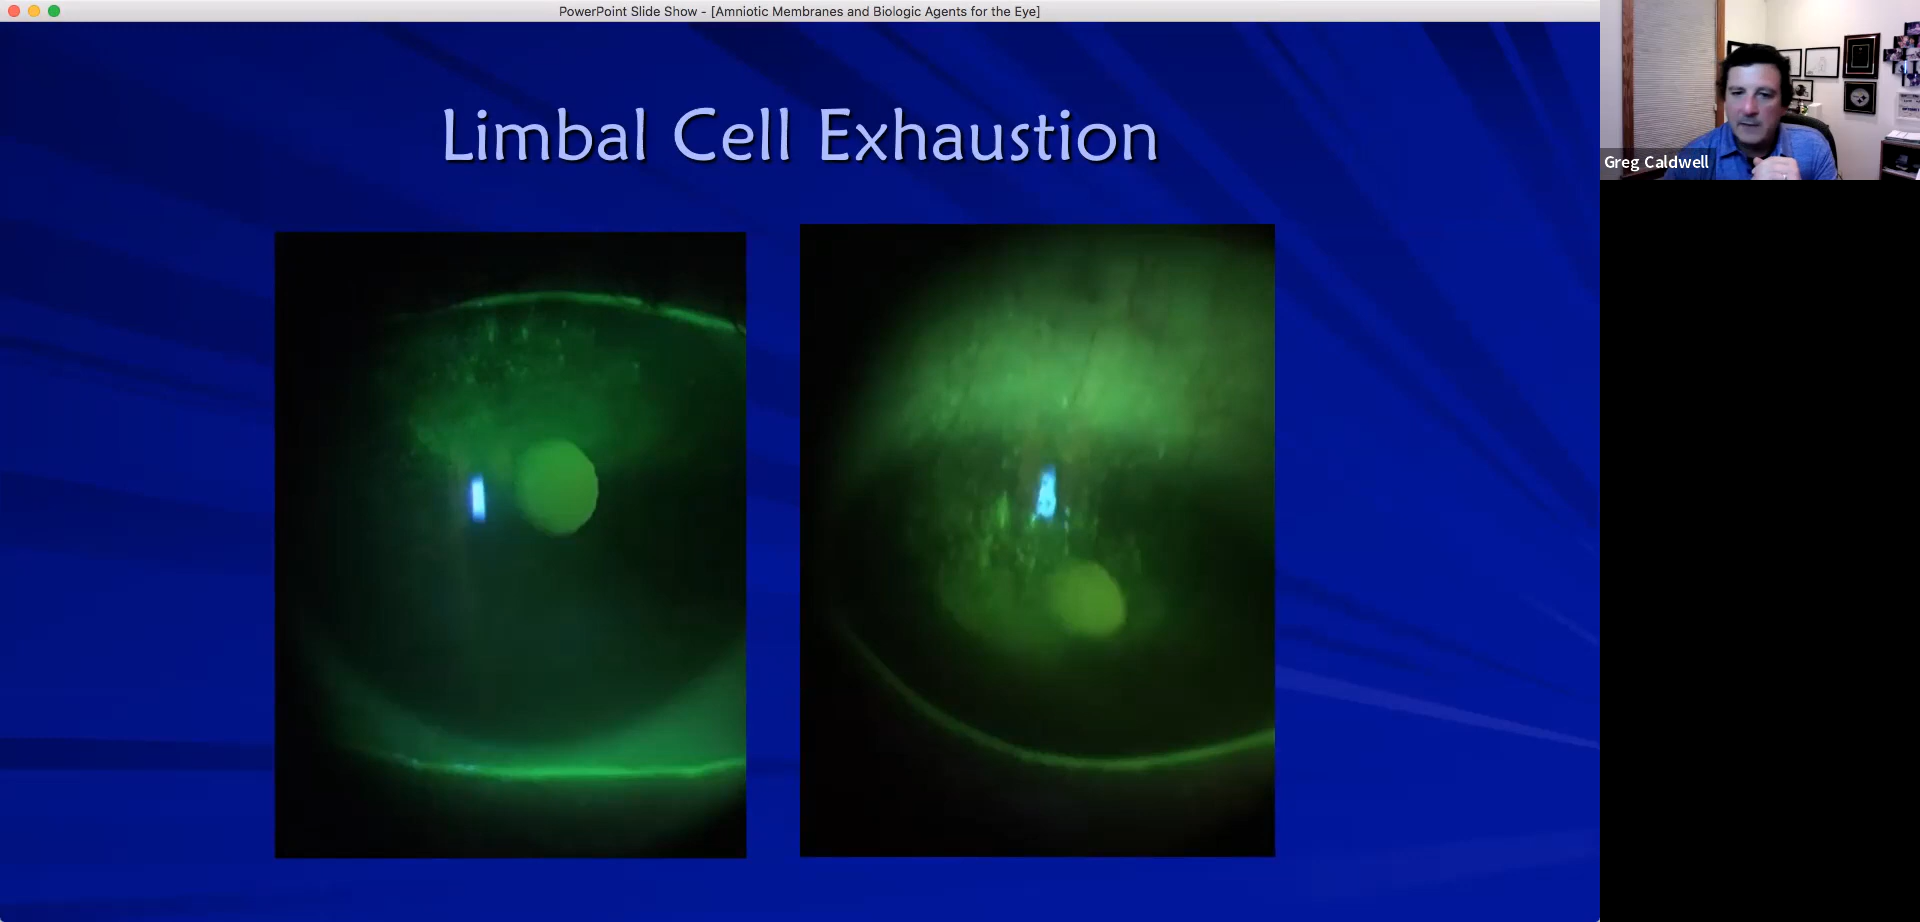 PowerPoint Slide Show - [Amniotic Membranes and Biologic Agents for the Eye]
Limbal Cell Exhaustion
Greg Caldwell